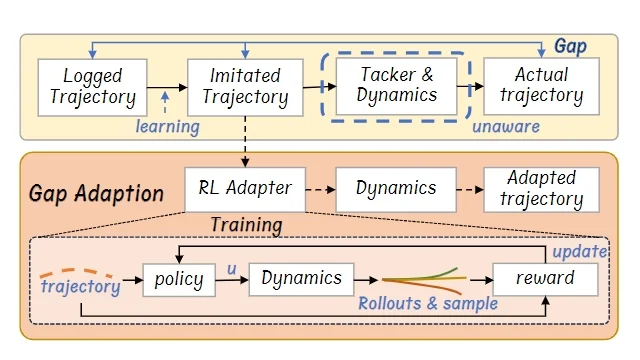 Gap
Logged
Trajectory
Imitated
Trajectory
Tacker &
Dynamics
Actual
trajectory
learning
unaware
Gap Adaption
RL Adapter
Dynamics
Adapted
trajectory
Training
update
trajectory
policy
u
Dynamics
Rollouts & sample
reward